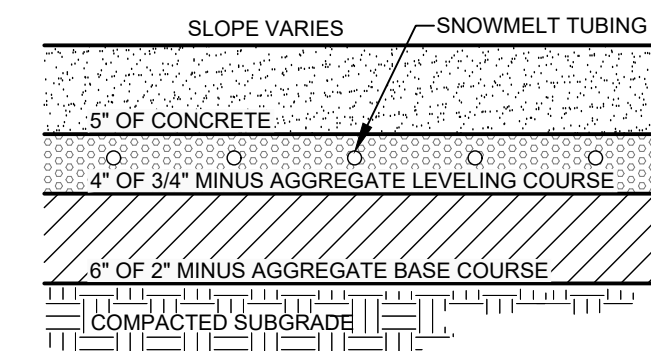 SLOPE VARIES
SNOWMELT TUBING
5" OF CONCRETE
4" OF 3/4" MINUS AGGREGATE LEVELING COURSE
6" OF 2" MINUS AGGREGATE BASE COURSE
COMPACTED SUBGRADE